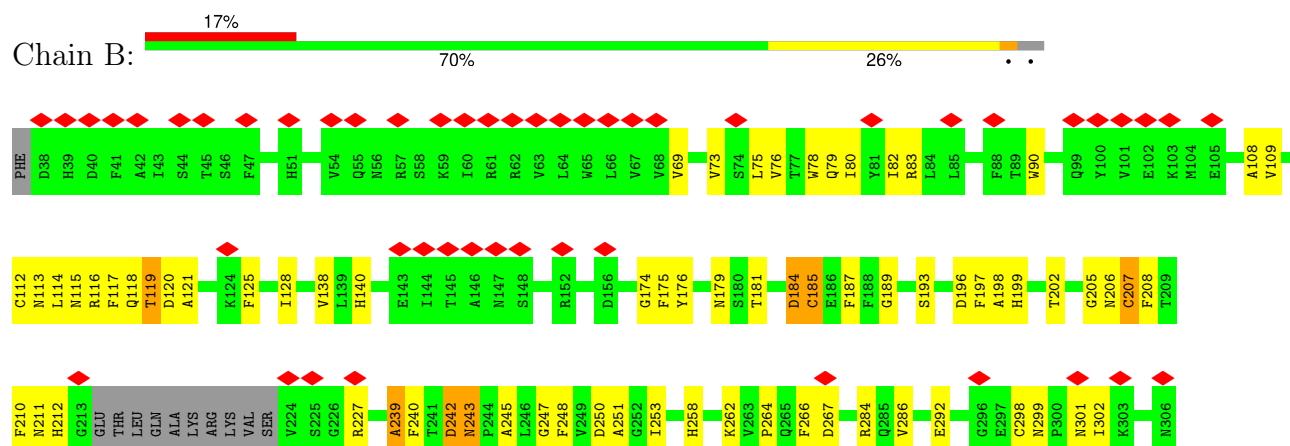 17%
Chain B:
70% 26% • •
PHE D38 H39 D40 F41 A42 I43 S44 T45 S46 F47 H51 V54 Q55 N56 R57 S58 K59 I60 R61 R62 V63 L64 W65 L66 V67 V68 V69 V73 S74 L75 V76 T77 W78 Q79 I80 Y81 I82 R83 L84 L85 F88 T89 W90 Q99 Y100 V101 E102 K103 M104 E105 A108 V109
C112 N113 L114 N115 R116 F117 Q118 T119 D120 A121 K124 F125 I128 V138 L139 H140 E143 I144 T145 A146 N147 S148 R152 D156 G174 F175 Y176 N179 S180 T181 D184 C185 E186 F187 F188 G189 S193 D196 F197 A198 H199 T202 G205 N206 C207 F208 T209
F210 N211 H212 G213 GLU THR LEU GLN ALA LYS ARG LYS VAL SER V224 S225 G226 R227 A239 F240 T241 D242 N243 P244 A245 L246 G247 F248 V249 D250 A251 G252 I253 H258 K262 V263 P264 Q265 F266 D267 R284 Q285 V286 E292 G296 E297 C298 N299 P300 N301 I302 K303 N306